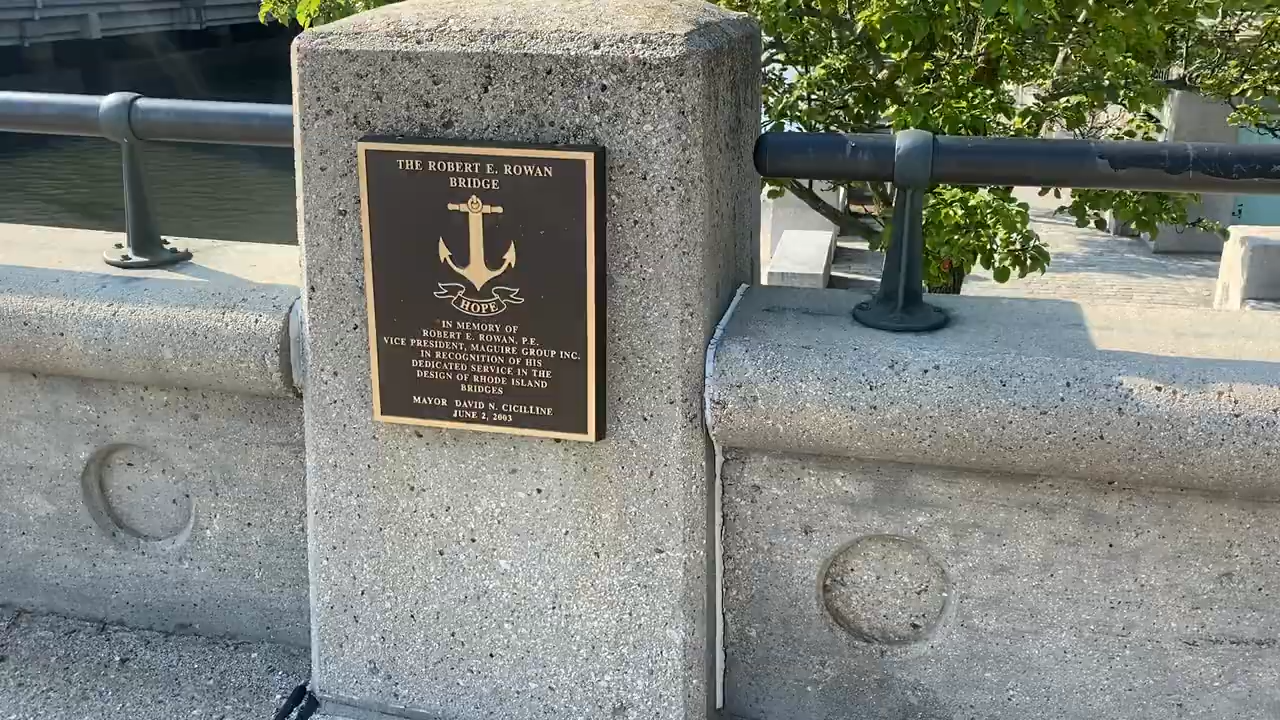 THE ROBERT E. ROWAN
BRIDGE
HOPE
IN MEMORY OF
ROBERT E. ROWAN, P.E.
VICE PRESIDENT, MAGUIRE GROUP INC.
IN RECOGNITION OF HIS
DEDICATED SERVICE IN THE
DESIGN OF RHODE ISLAND
BRIDGES
MAYOR DAVID N. CICILLINE
JUNE 2, 2003